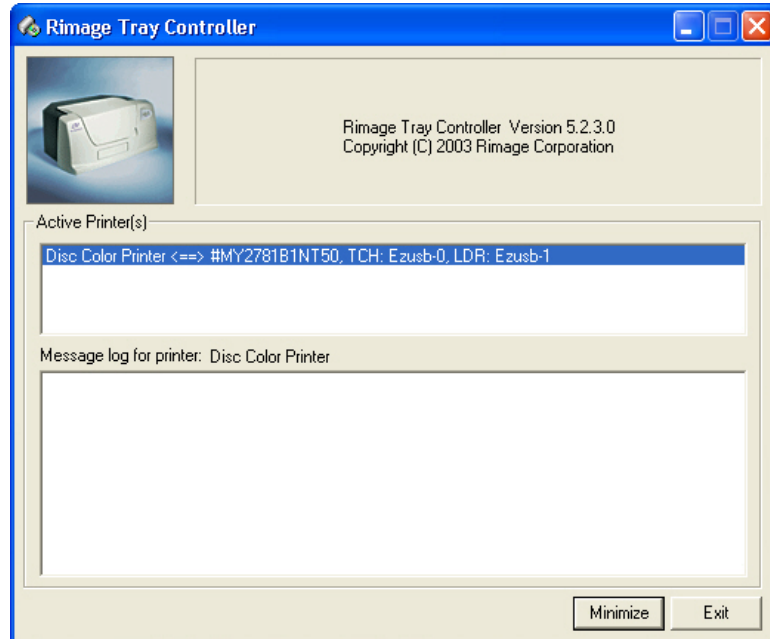 Rimage Tray Controller
Rimage Tray Controller Version 5.2.3.0
Copyright (C) 2003 Rimage Corporation
Active Printer(s)
Disc Color Printer <==> #MY2781B1NT50, TCH: Ezusb-0, LDR: Ezusb-1
Message log for printer: Disc Color Printer
Minimize
Exit